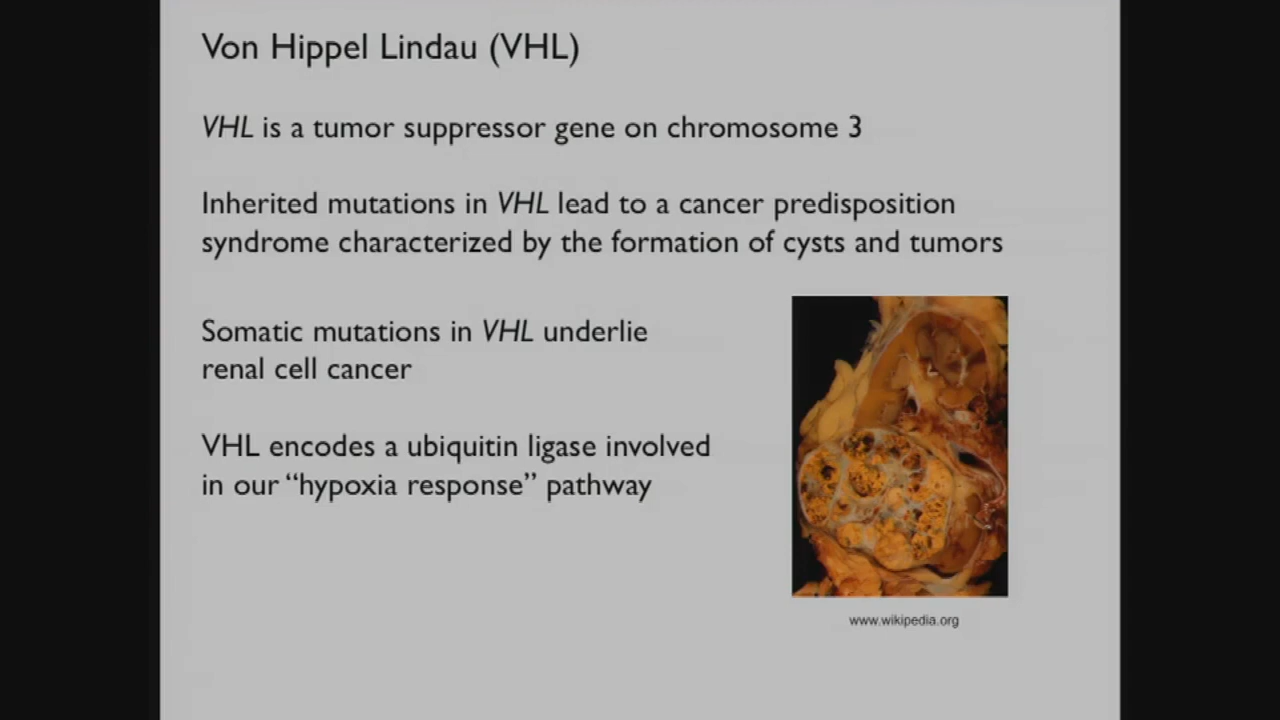 Von Hippel Lindau (VHL)
VHL is a tumor suppressor gene on chromosome 3
Inherited mutations in VHL lead to a cancer predisposition
syndrome characterized by the formation of cysts and tumors
Somatic mutations in VHL underlie
renal cell cancer
VHL encodes a ubiquitin ligase involved
in our “hypoxia response” pathway
www.wikipedia.org